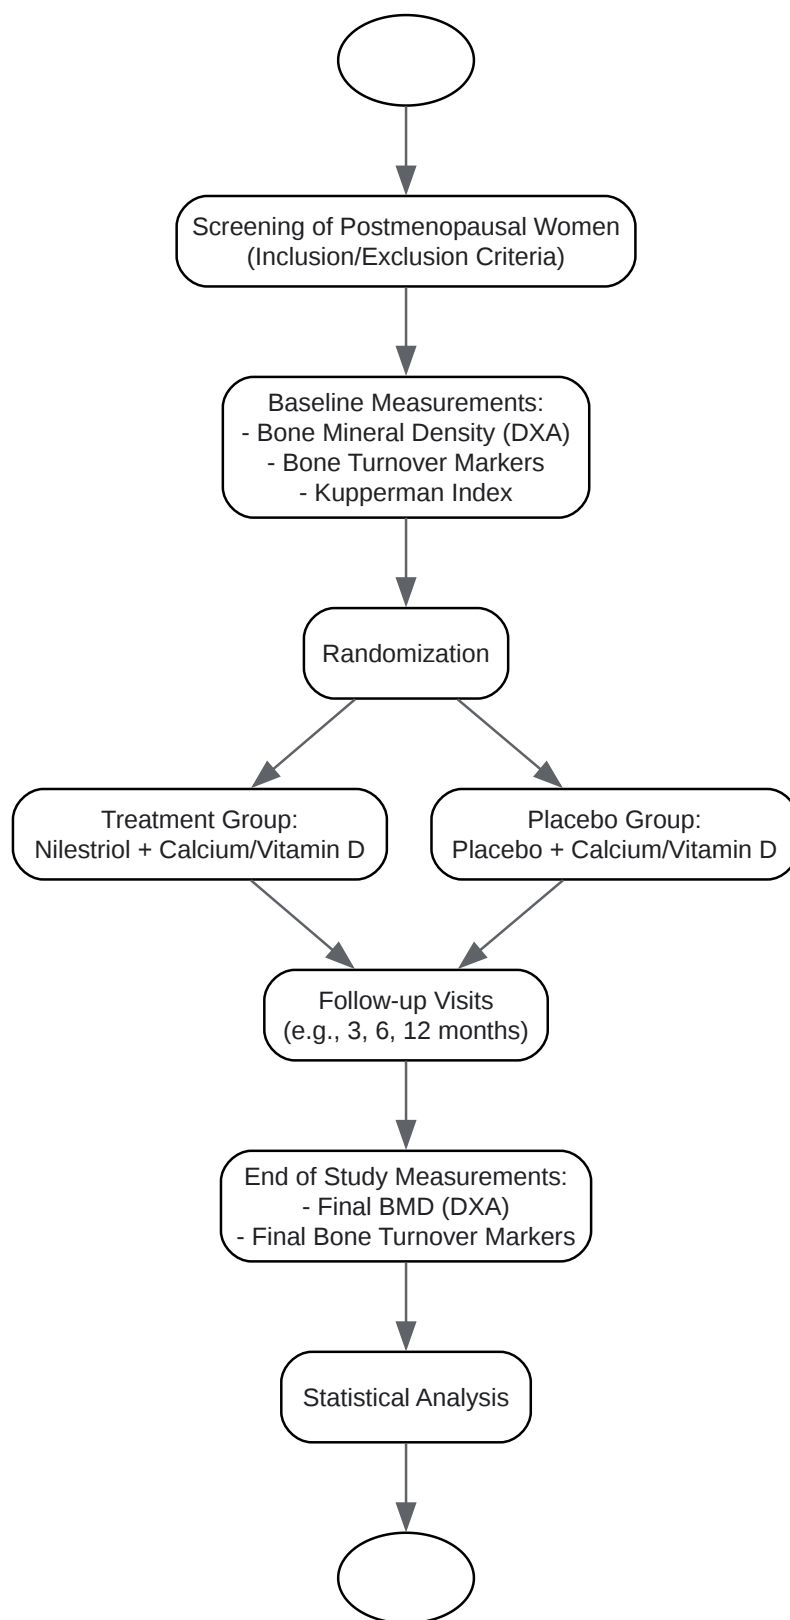 Screening of Postmenopausal Women
(Inclusion/Exclusion Criteria)
Baseline Measurements:
- Bone Mineral Density (DXA)
- Bone Turnover Markers
- Kupperman Index
Randomization
Treatment Group:
Nilestriol + Calcium/Vitamin D
Placebo Group:
Placebo + Calcium/Vitamin D
Follow-up Visits
(e.g., 3, 6, 12 months)
End of Study Measurements:
- Final BMD (DXA)
- Final Bone Turnover Markers
Statistical Analysis